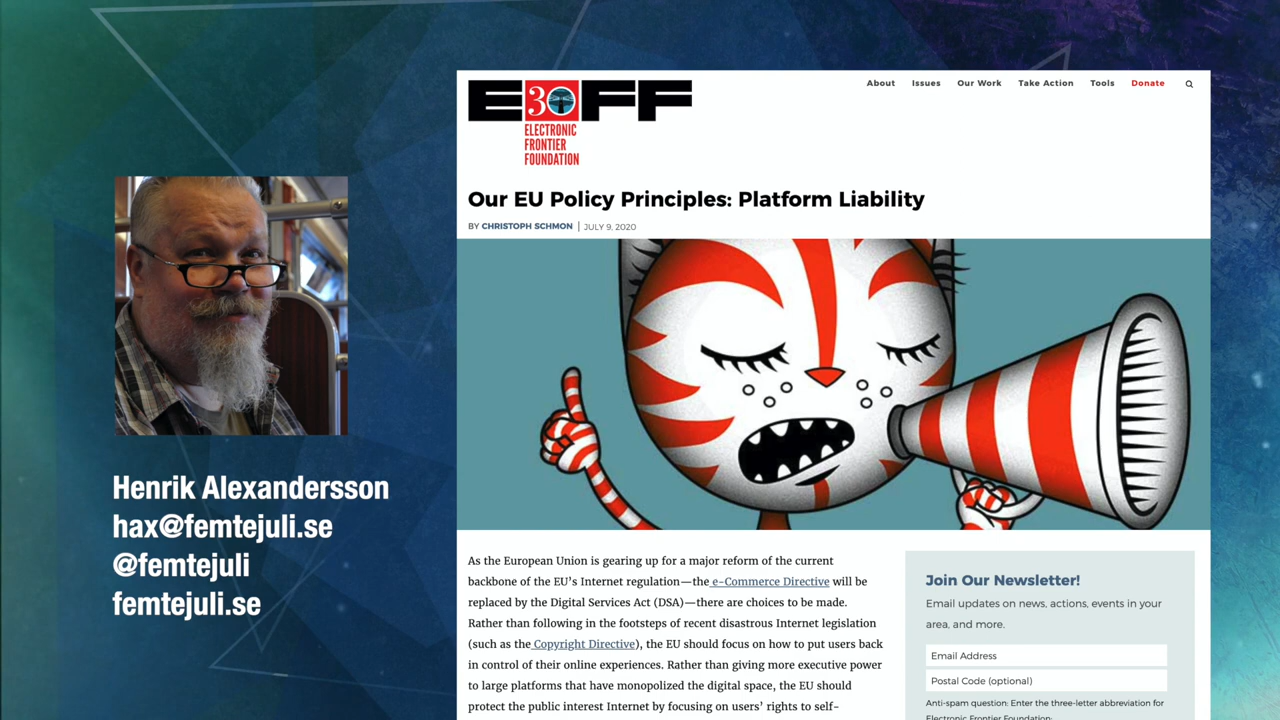 Henrik Alexandersson
hax@femtejuli.se
@femtejuli
femtejuli.se
EFF
30
ELECTRONIC
FRONTIER
FOUNDATION
About Issues Our Work Take Action Tools Donate
Our EU Policy Principles: Platform Liability
BY CHRISTOPH SCHMON | JULY 9, 2020
As the European Union is gearing up for a major reform of the current
backbone of the EU’s Internet regulation—the e-Commerce Directive will be
replaced by the Digital Services Act (DSA)—there are choices to be made.
Rather than following in the footsteps of recent disastrous Internet legislation
(such as the Copyright Directive), the EU should focus on how to put users back
in control of their online experiences. Rather than giving more executive power
to large platforms that have monopolized the digital space, the EU should
protect the public interest Internet by focusing on users’ rights to self-
Join Our Newsletter!
Email updates on news, actions, events in your
area, and more.
Email Address
Postal Code (optional)
Anti-spam question: Enter the three-letter abbreviation for
Electronic Frontier Foundation: